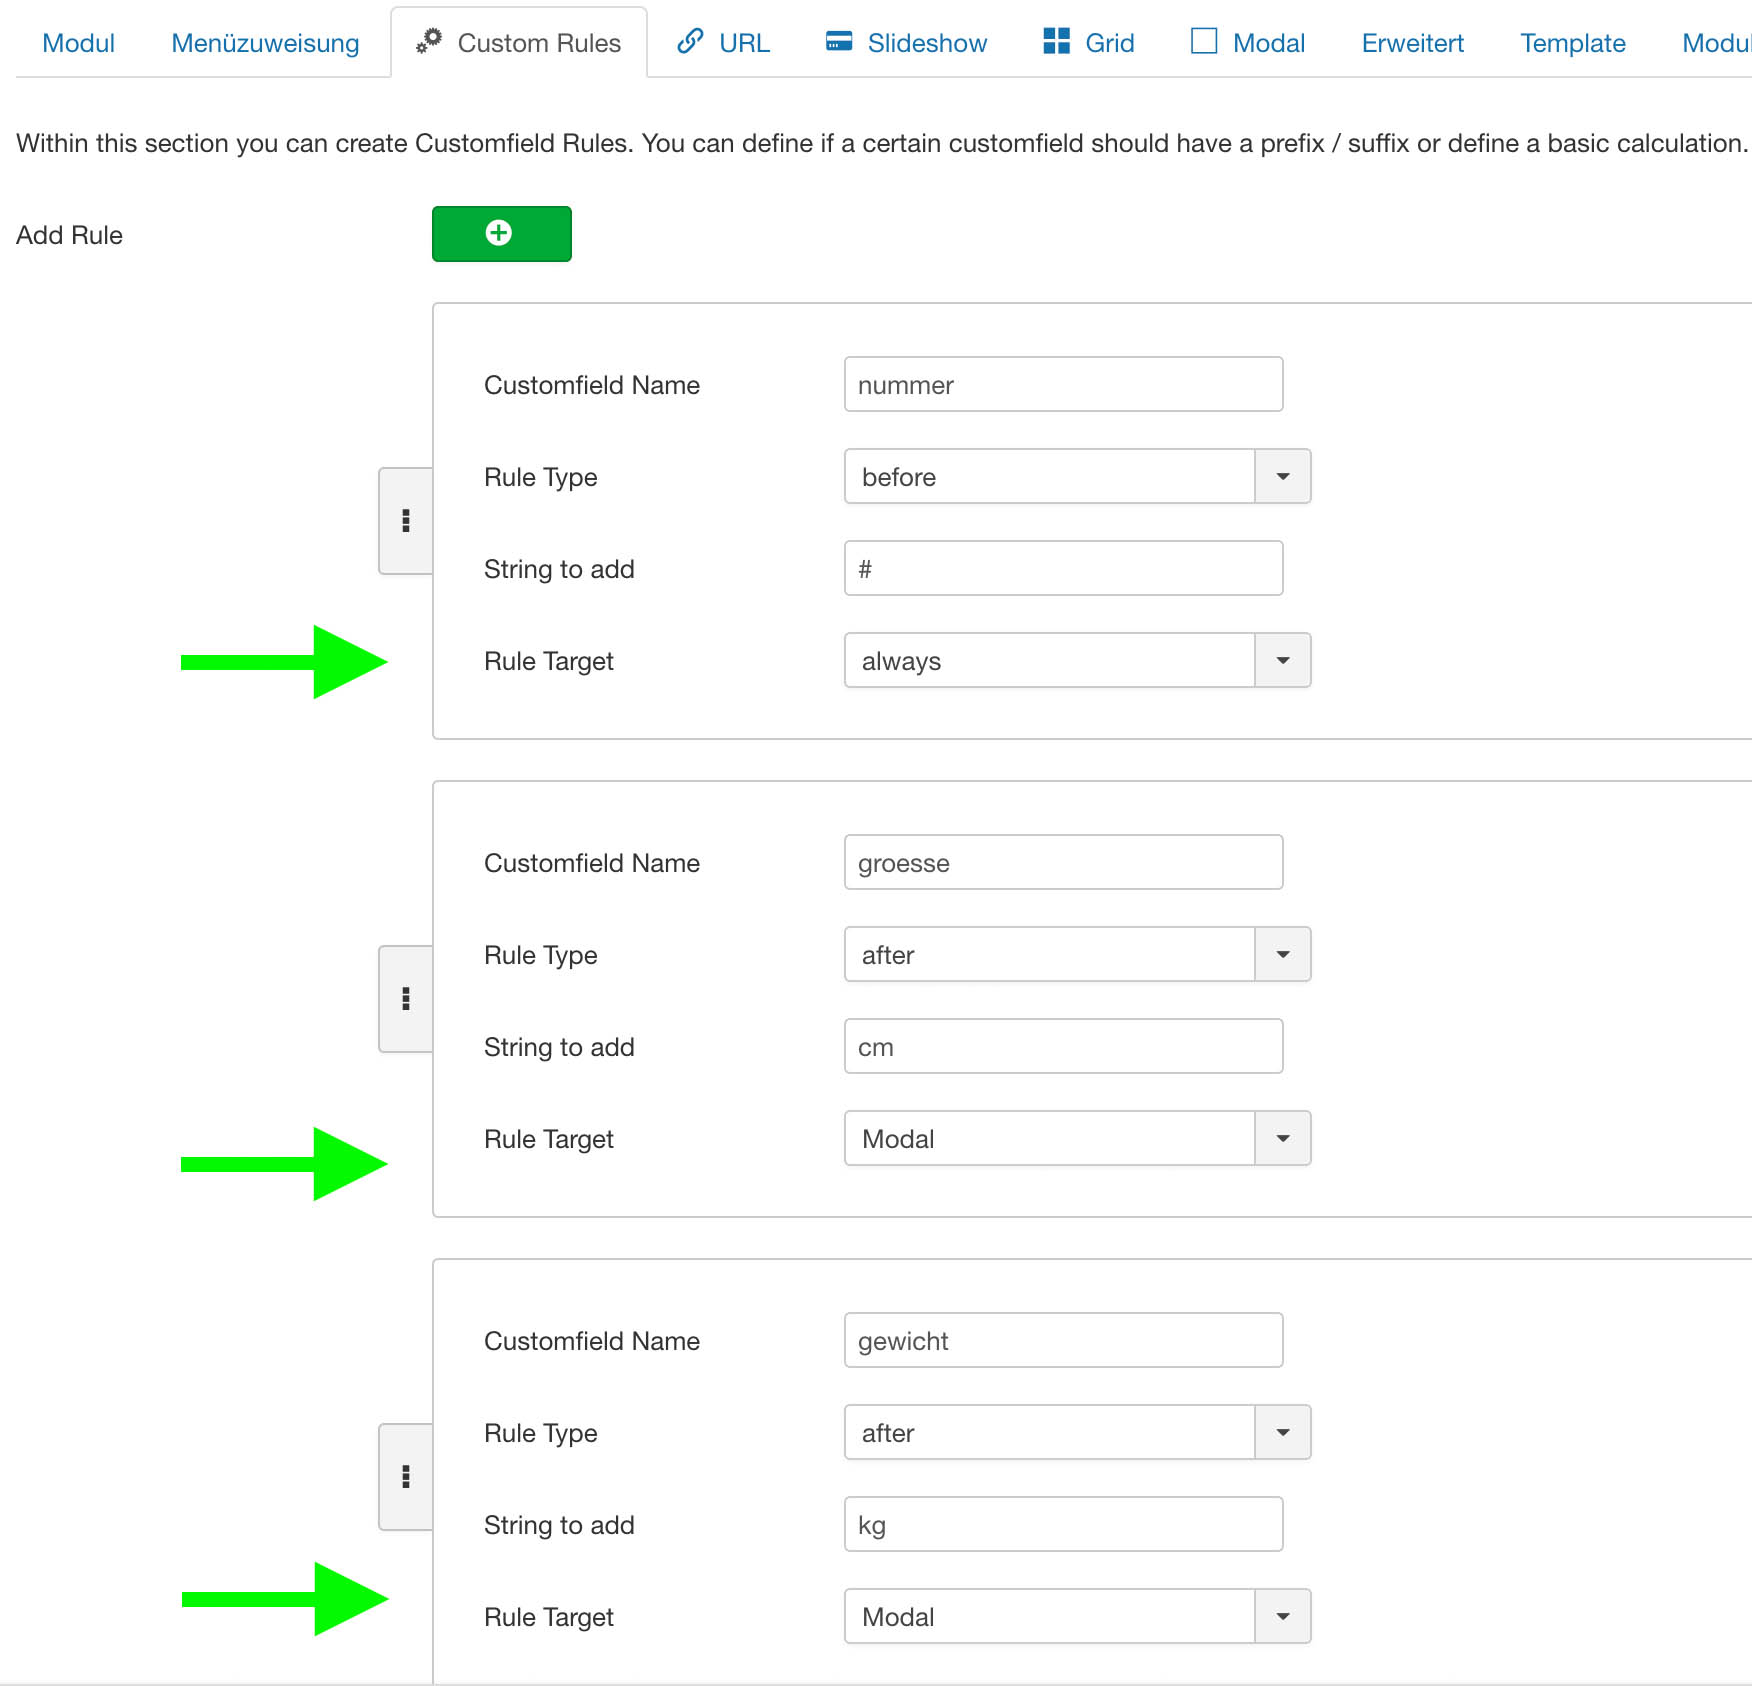 Modul Menüzuweisung Custom Rules URL Slideshow Grid Modal Erweitert Template Modul
Within this section you can create Customfield Rules. You can define if a certain customfield should have a prefix / suffix or define a basic calculation.
Add Rule
Customfield Name nummer
Rule Type before
String to add #
Rule Target always
Customfield Name groesse
Rule Type after
String to add cm
Rule Target Modal
Customfield Name gewicht
Rule Type after
String to add kg
Rule Target Modal